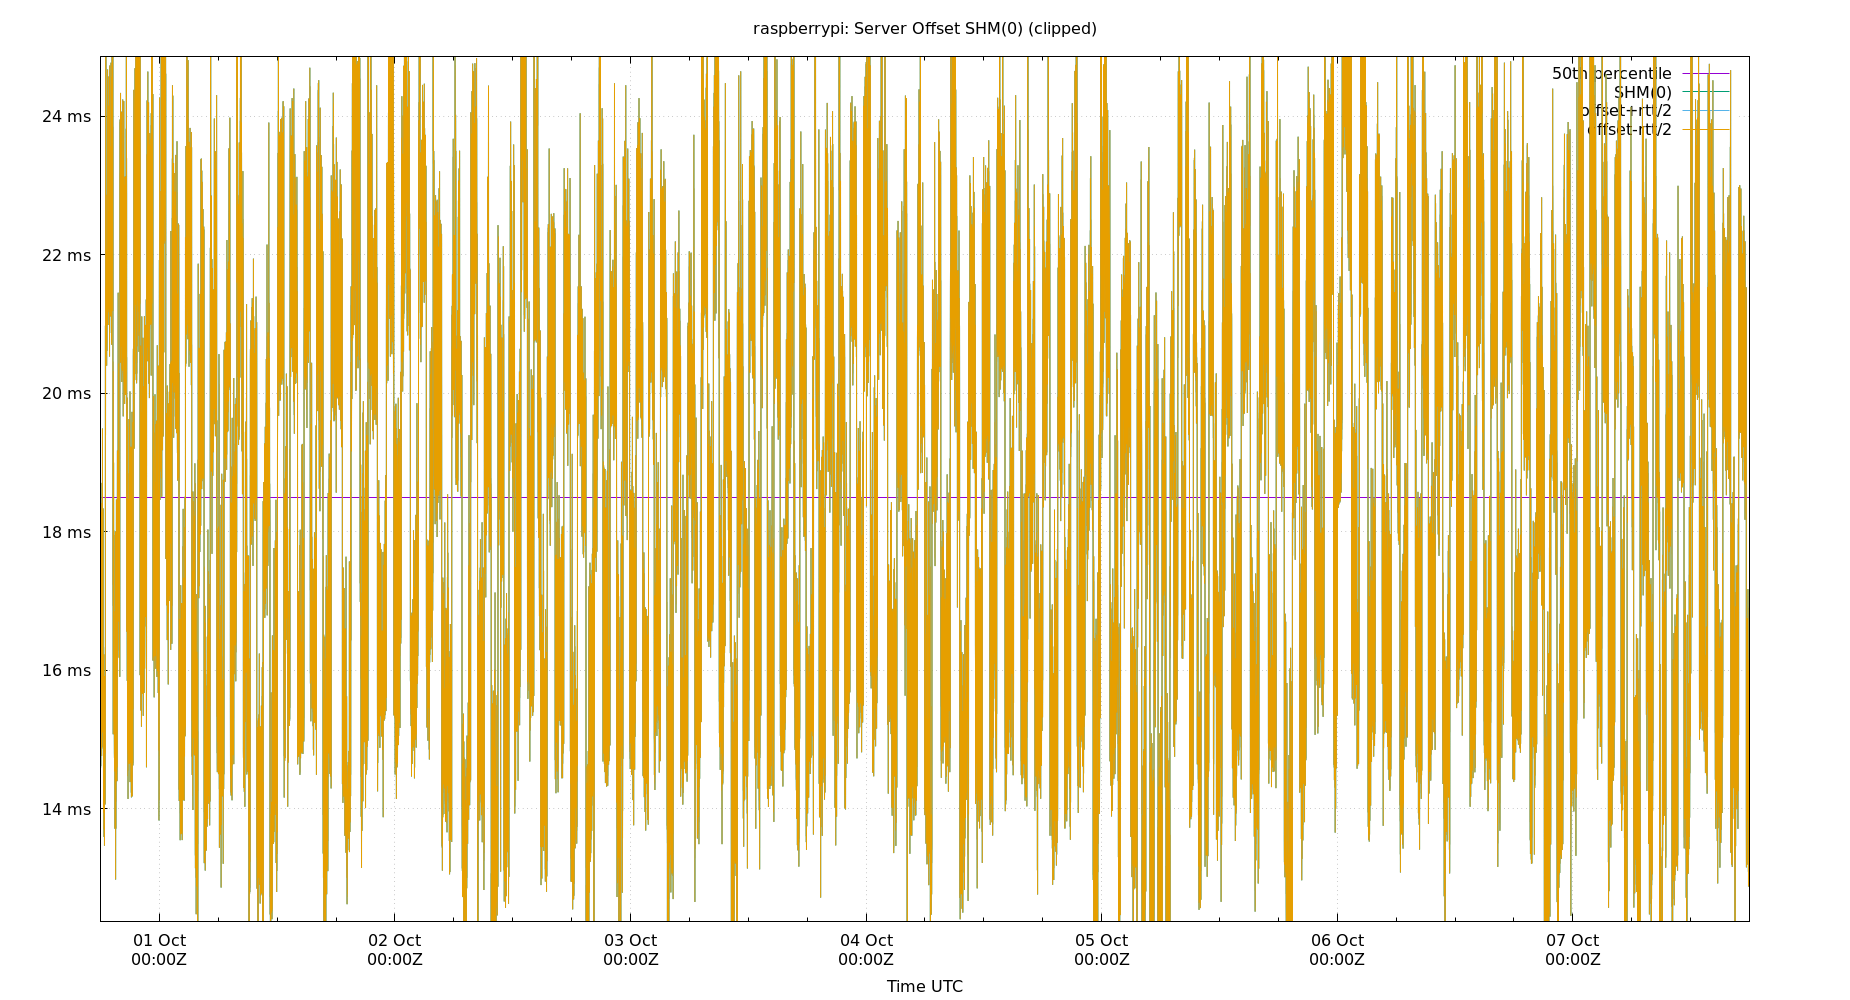 raspberrypi: Server Offset SHM(0) (clipped)
50th percentile
SHM(0)
offset+rtt/2
offset-rtt/2
24 ms
22 ms
20 ms
18 ms
16 ms
14 ms
01 Oct
00:00Z
02 Oct
00:00Z
03 Oct
00:00Z
04 Oct
00:00Z
05 Oct
00:00Z
06 Oct
00:00Z
07 Oct
00:00Z
Time UTC